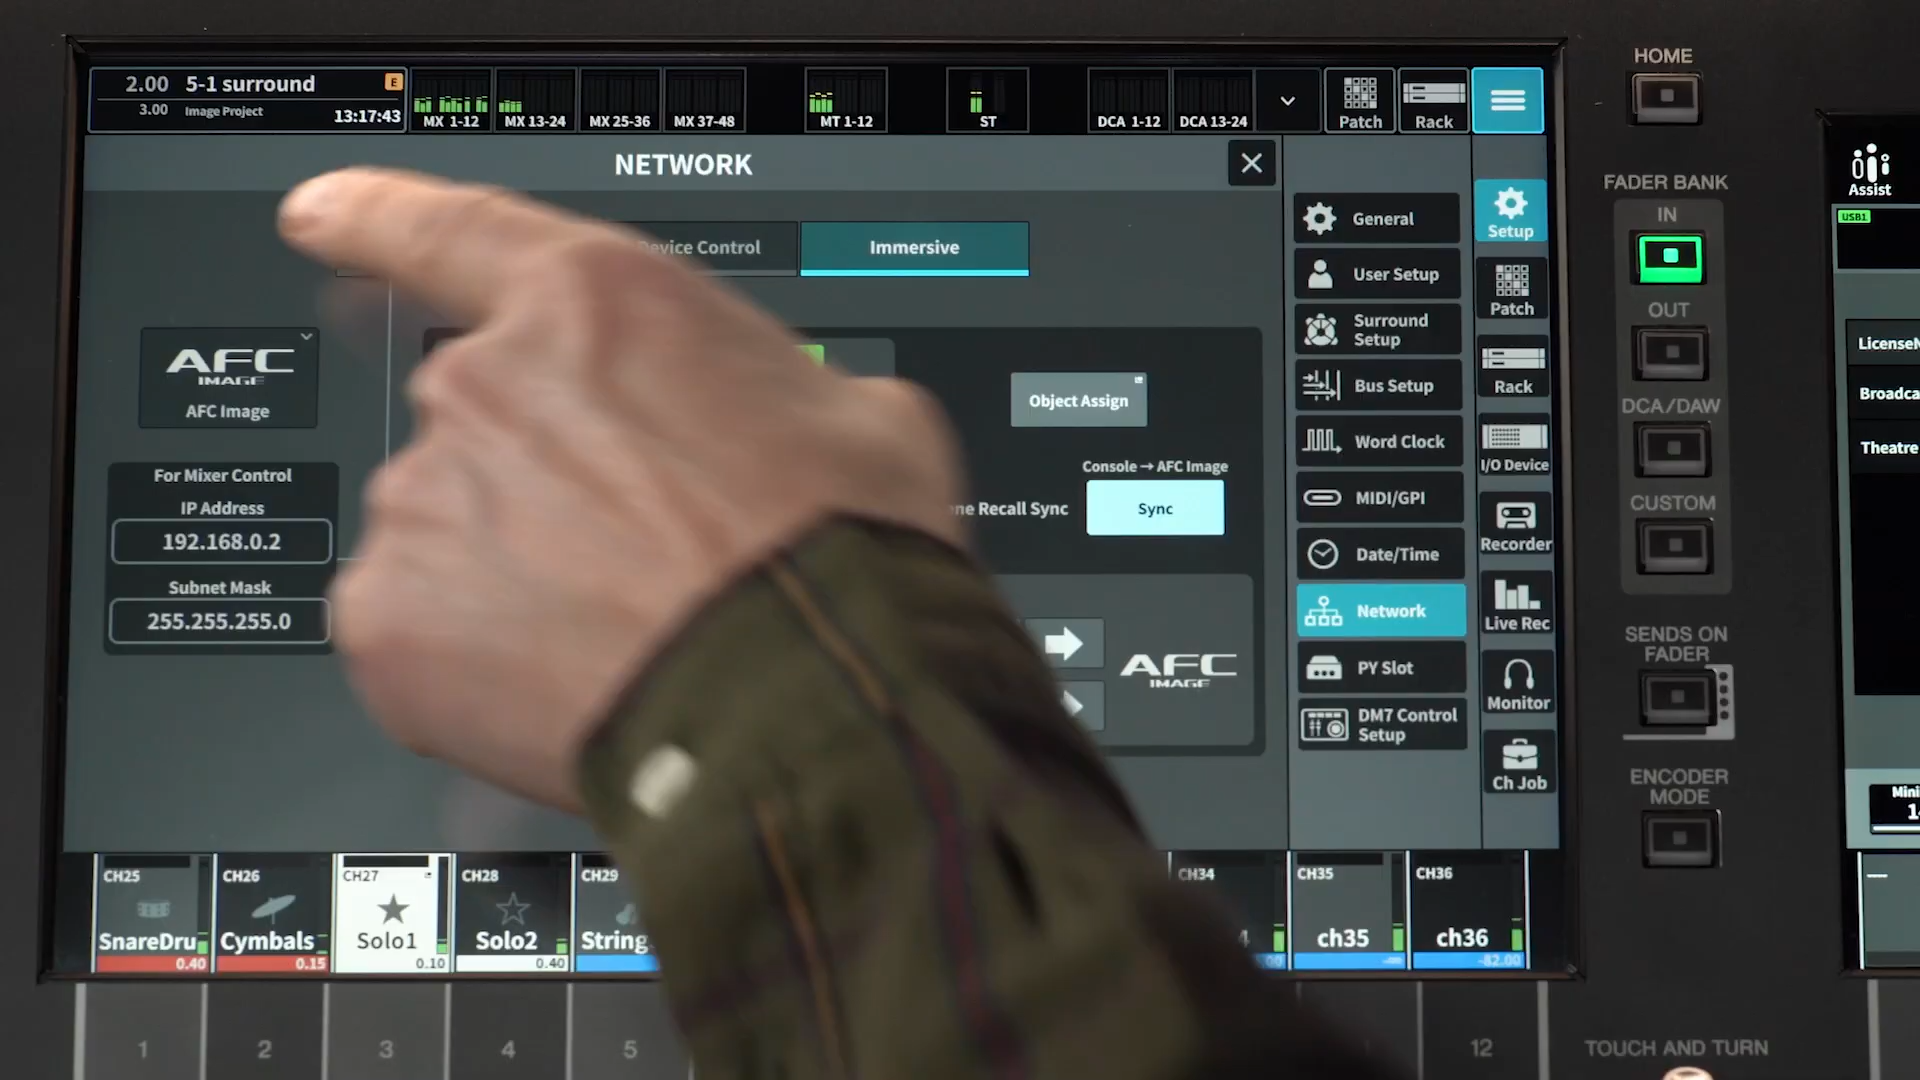 HOME
2.00 5-1 surround E
3.00 Image Project 13:17:43
MX 1-12
MX 13-24
MX 25-36
MX 37-48
MT 1-12
ST
DCA 1-12
DCA 13-24
Patch
Rack
NETWORK
Device Control
Immersive
AFC
IMAGE
AFC Image
For Mixer Control
IP Address
192.168.0.2
Subnet Mask
255.255.255.0
Object Assign
Console → AFC Image
Recall Sync
Sync
AFC
IMAGE
General
User Setup
Surround
Setup
Bus Setup
Word Clock
MIDI/GPI
Date/Time
Network
PY Slot
DM7 Control
Setup
Setup
Patch
Rack
I/O Device
Recorder
Live Rec
Monitor
Ch Job
FADER BANK
IN
OUT
DCA/DAW
CUSTOM
SENDS ON
FADER
ENCODER
MODE
Assist
USB1
Theatre
CH25
SnareDru
0.40
CH26
Cymbals
0.15
CH27
Solo1
0.10
CH28
Solo2
0.40
CH29
String
CH34
CH35
ch35
CH36
ch36
-82.00
1
2
3
4
5
12
TOUCH AND TURN